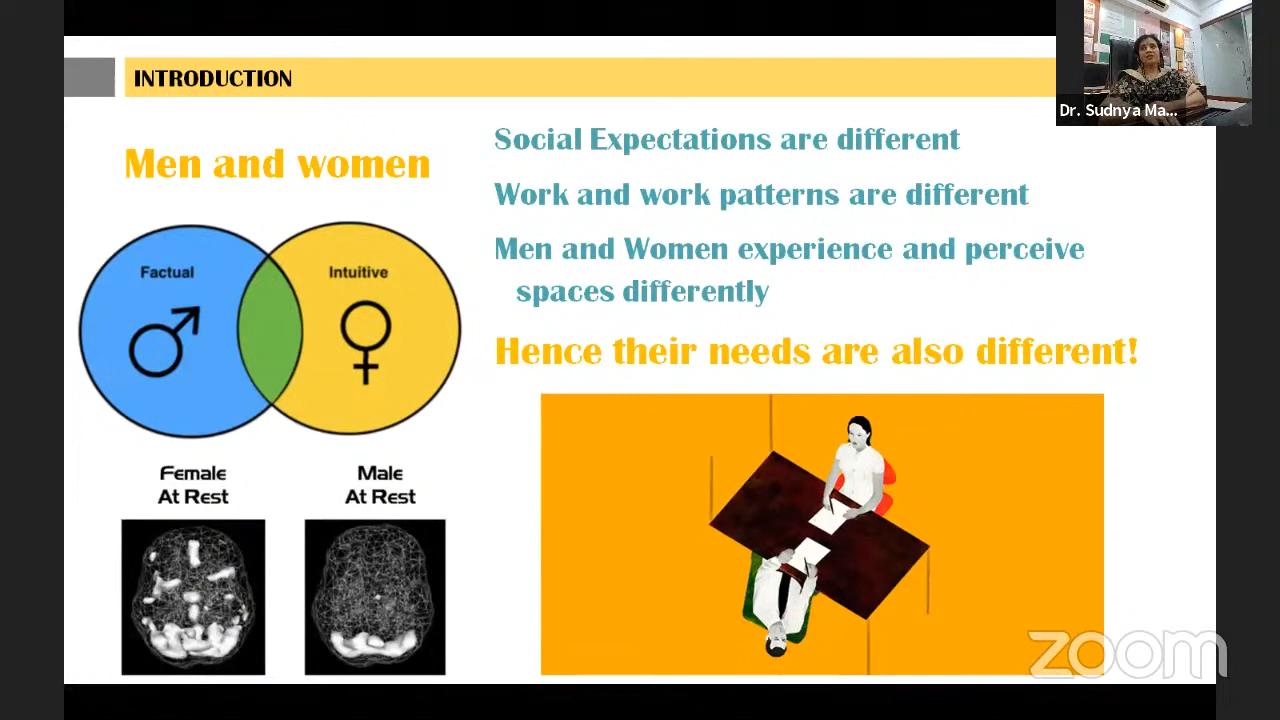 INTRODUCTION
Dr. Sudnya Ma...
Men and women
Factual
Intuitive
Female
At Rest
Male
At Rest
Social Expectations are different
Work and work patterns are different
Men and Women experience and perceive
spaces differently
Hence their needs are also different!
zoom